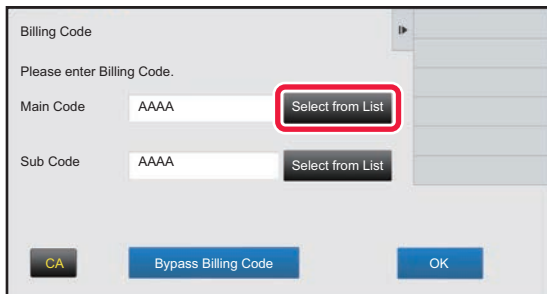 Billing Code
Please enter Billing Code.
Main Code AAAA Select from List
Sub Code AAAA Select from List
CA Bypass Billing Code OK